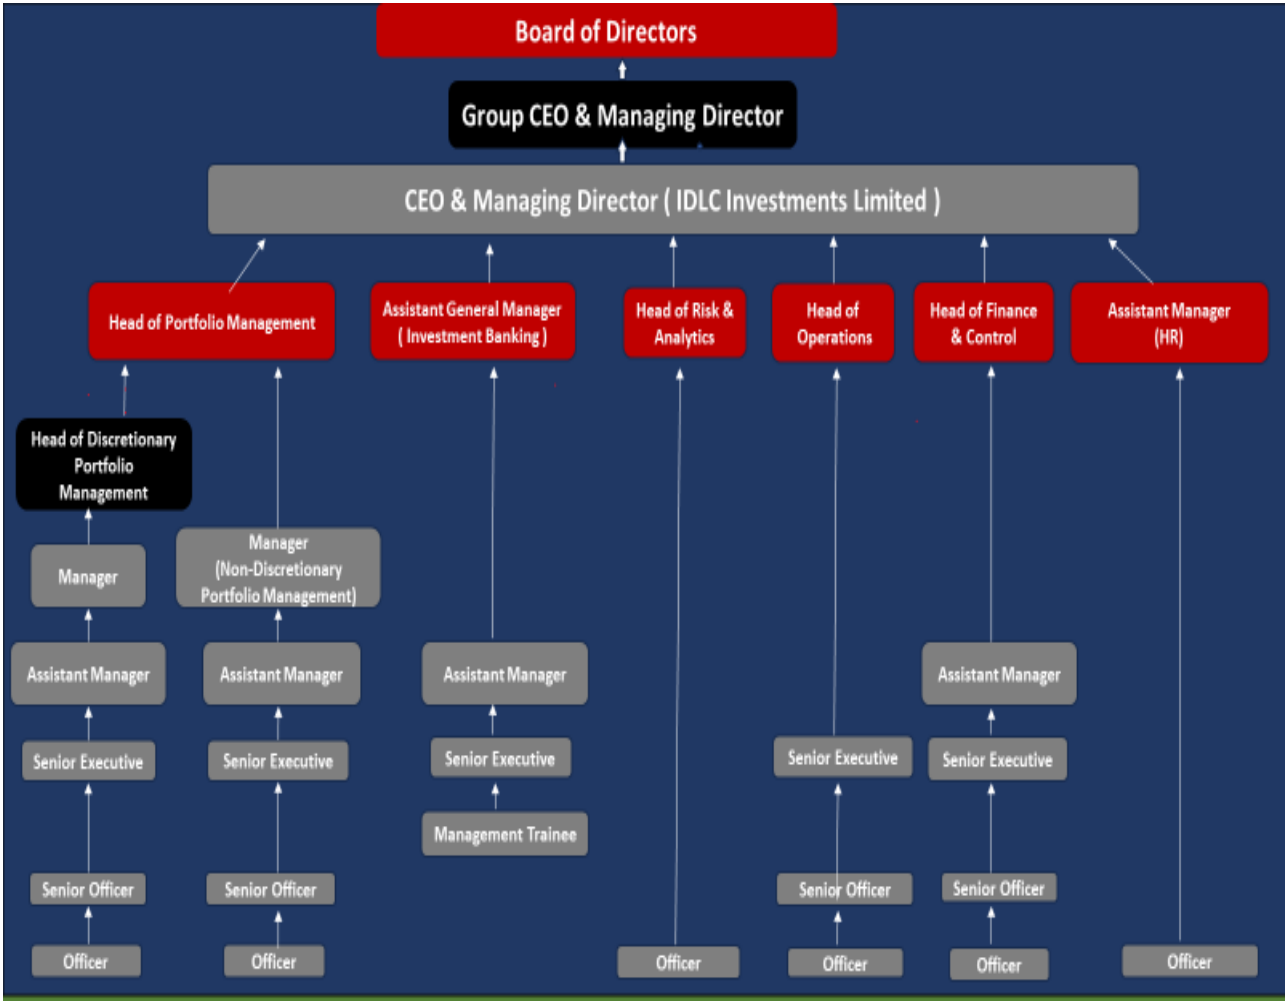 Board of Directors
Group CEO & Managing Director
CEO & Managing Director ( IDLC Investments Limited )
Head of Portfolio Management
Assistant General Manager
( Investment Banking )
Head of Risk &
Analytics
Head of
Operations
Head of Finance
& Control
Assistant Manager
(HR)
Head of Discretionary
Portfolio
Management
Manager
Manager
(Non-Discretionary
Portfolio Management)
Assistant Manager
Assistant Manager
Assistant Manager
Assistant Manager
Senior Executive
Senior Executive
Senior Executive
Senior Executive
Senior Executive
Management Trainee
Senior Officer
Senior Officer
Senior Officer
Senior Officer
Officer
Officer
Officer
Officer
Officer
Officer